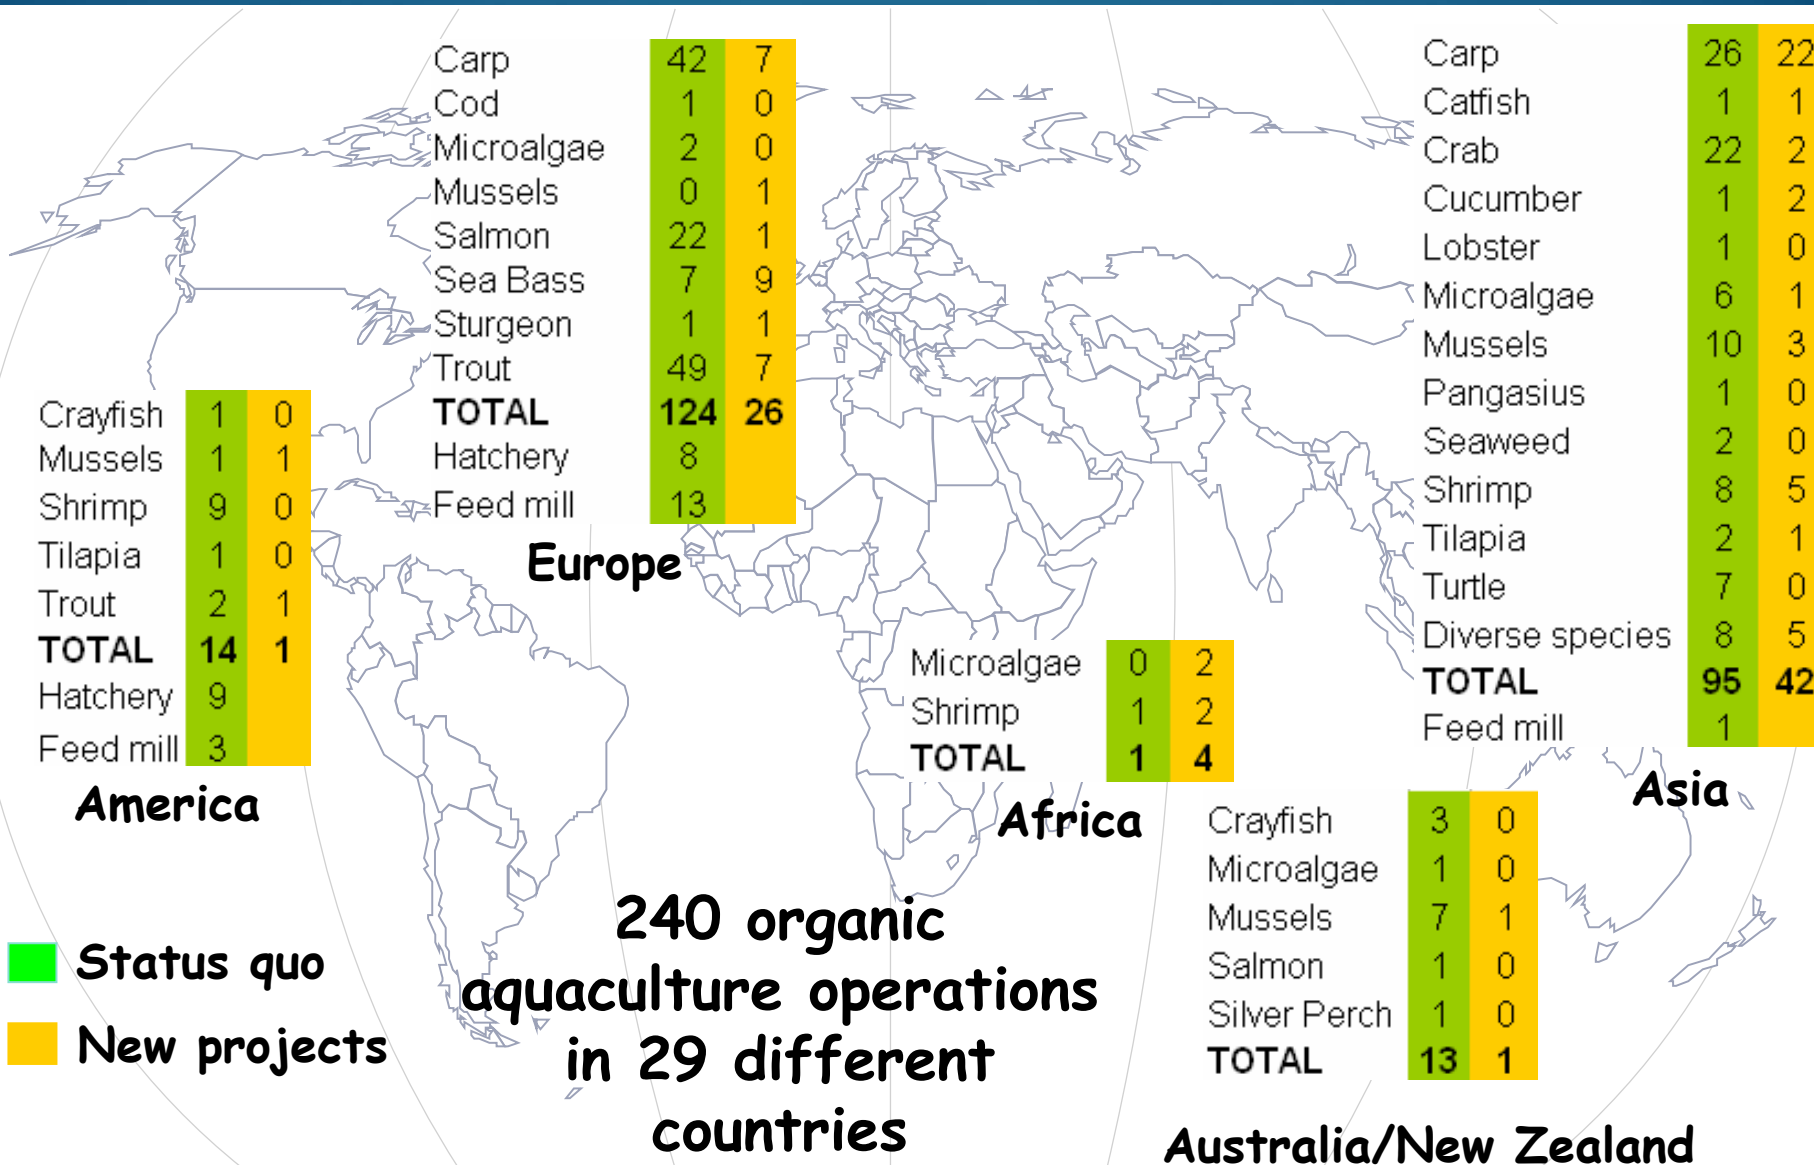 Carp 42 7
Cod 1 0
Microalgae 2 0
Mussels 0 1
Salmon 22 1
Sea Bass 7 9
Sturgeon 1 1
Trout 49 7
TOTAL 124 26
Hatchery 8
Feed mill 13
Europe
Carp 26 22
Catfish 1 1
Crab 22 2
Cucumber 1 2
Lobster 1 0
Microalgae 6 1
Mussels 10 3
Pangasius 1 0
Seaweed 2 0
Shrimp 8 5
Tilapia 2 1
Turtle 7 0
Diverse species 8 5
TOTAL 95 42
Feed mill 1
Asia
Crayfish 1 0
Mussels 1 1
Shrimp 9 0
Tilapia 1 0
Trout 2 1
TOTAL 14 1
Hatchery 9
Feed mill 3
America
Microalgae 0 2
Shrimp 1 2
TOTAL 1 4
Africa
Crayfish 3 0
Microalgae 1 0
Mussels 7 1
Salmon 1 0
Silver Perch 1 0
TOTAL 13 1
Australia/New Zealand
Status quo
New projects
240 organic
aquaculture operations
in 29 different
countries